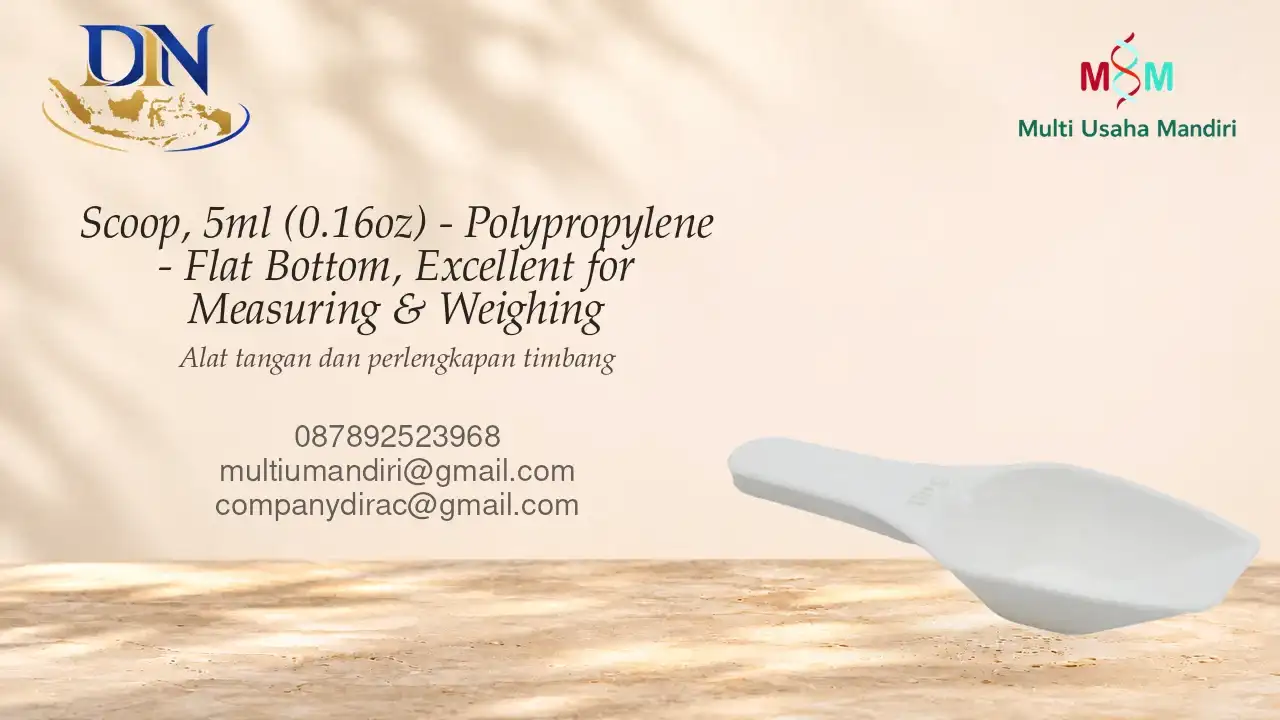 DIN
M M
Multi Usaha Mandiri
Scoop, 5ml (0.16oz) - Polypropylene
- Flat Bottom, Excellent for
Measuring & Weighing
Alat tangan dan perlengkapan timbang
087892523968
multiumandiri@gmail.com
companydirac@gmail.com